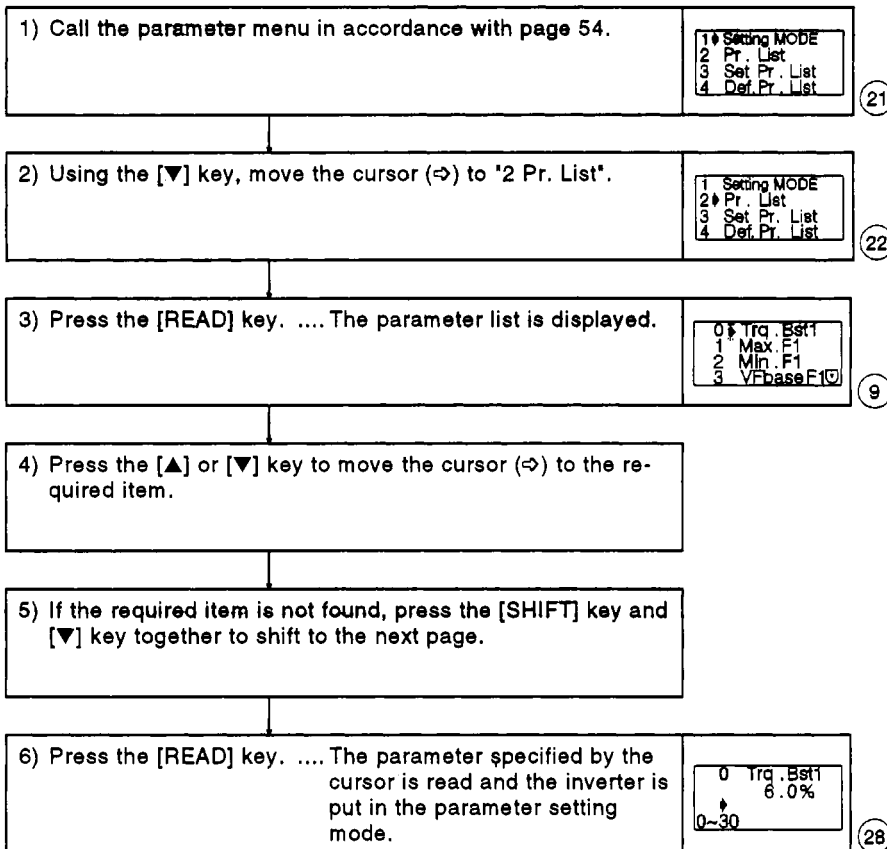 1) Call the parameter menu in accordance with page 54.
1 Setting MODE
2 Pr. List
3 Set Pr. List
4 Def.Pr. List
21
2) Using the [▼] key, move the cursor (⇨) to "2 Pr. List".
1 Setting MODE
2 Pr. List
3 Set Pr. List
4 Def.Pr. List
22
3) Press the [READ] key. .... The parameter list is displayed.
0 Trq.Bst1
1 Max.F1
2 Min.F1
3 VFbaseF1
9
4) Press the [▲] or [▼] key to move the cursor (⇨) to the re-
quired item.
5) If the required item is not found, press the [SHIFT] key and
[▼] key together to shift to the next page.
6) Press the [READ] key. .... The parameter specified by the
cursor is read and the inverter is
put in the parameter setting
mode.
0 Trq.Bst1
6.0%
0~30
28